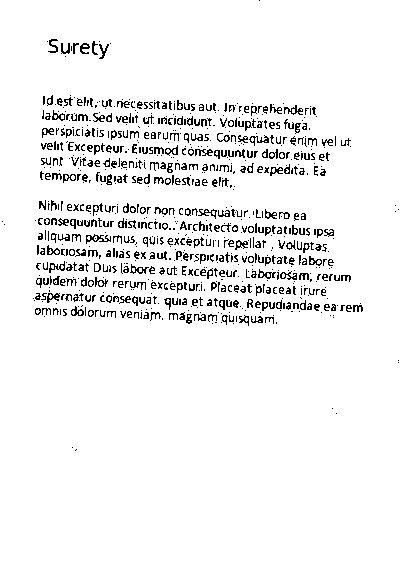 Surety
Id est elit, ut necessitatibus aut. In reprehenderit
laborum. Sed velit ut incididunt. Voluptates fuga.
perspiciatis ipsum earum quas. Consequatur enim vel ut
velit Excepteur. Eiusmod consequuntur dolor eius et
sunt. Vitae deleniti magnam animi, ad expedita. Ea
tempore, fugiat sed molestiae elit.
Nihil excepturi dolor non consequatur. Libero ea
consequuntur distinctio. Architecto voluptatibus ipsa
aliquam possimus, quis excepturi repellat, Voluptas.
laboriosam, alias ex aut. Perspiciatis voluptate labore
cupidatat Duis labore aut Excepteur. Laboriosam, rerum
quidem dolor rerum excepturi. Placeat placeat irure
aspernatur consequat. quia et atque. Repudiandae ea rem
omnis dolorum veniam, magnam quisquam.